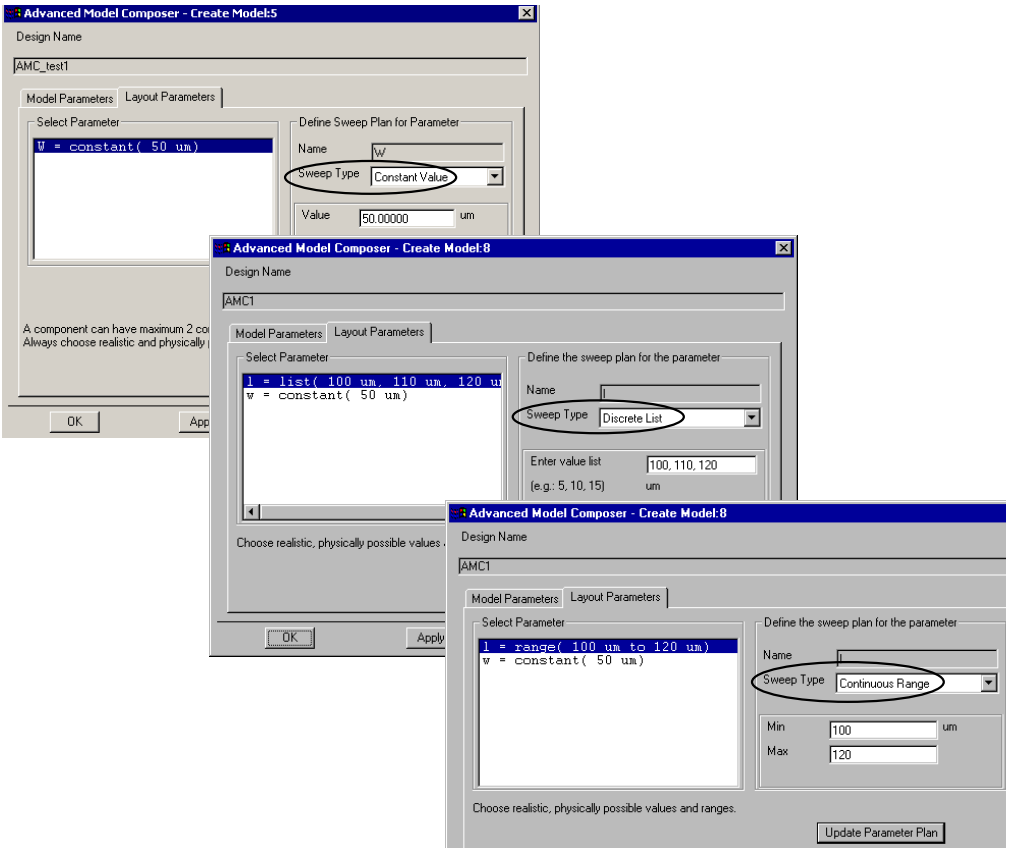 Advanced Model Composer - Create Model:5
Design Name
AMC_test1
Model Parameters Layout Parameters
Select Parameter
W = constant( 50 um)
Define Sweep Plan for Parameter
Name W
Sweep Type Constant Value
Value 50.00000 um
A component can have maximum 2 co
Always choose realistic and physically
OK App
Advanced Model Composer - Create Model:8
Design Name
AMC1
Model Parameters Layout Parameters
Select Parameter
l = list( 100 um, 110 um, 120 u
w = constant( 50 um)
Define the sweep plan for the parameter
Name l
Sweep Type Discrete List
Enter value list 100, 110, 120
(e.g.: 5, 10, 15) um
Choose realistic, physically possible values
OK Apply
Advanced Model Composer - Create Model:8
Design Name
AMC1
Model Parameters Layout Parameters
Select Parameter
l = range( 100 um to 120 um)
w = constant( 50 um)
Define the sweep plan for the parameter
Name l
Sweep Type Continuous Range
Min 100 um
Max 120
Choose realistic, physically possible values and ranges.
Update Parameter Plan